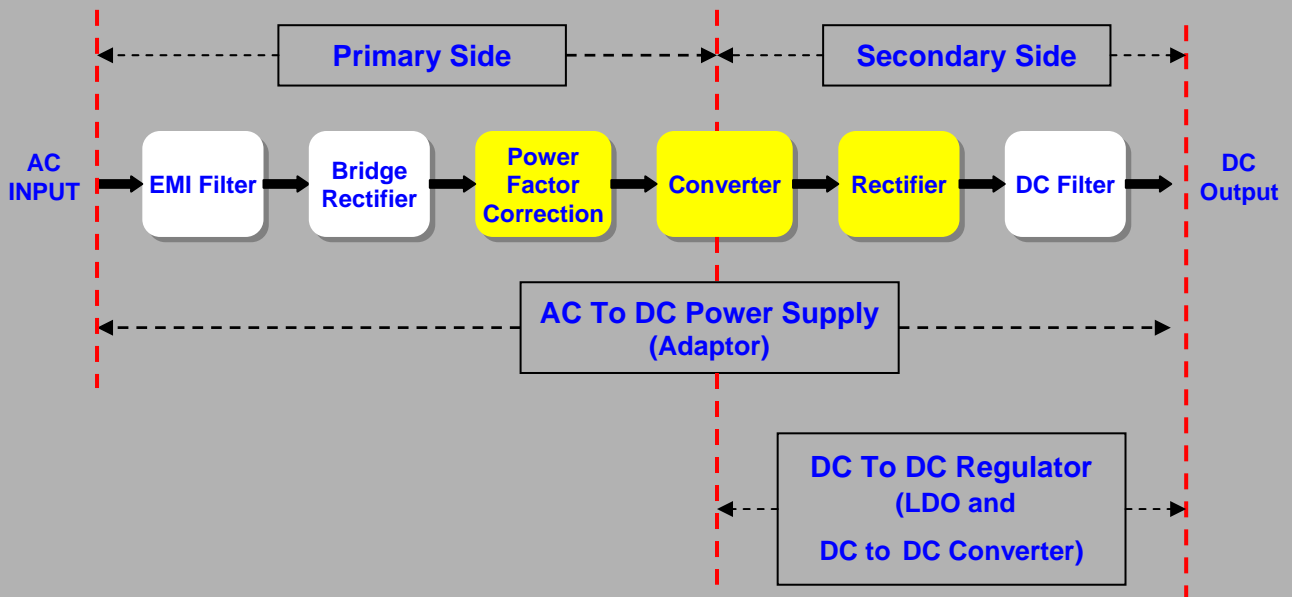 Primary Side
Secondary Side
AC
INPUT
EMI Filter
Bridge
Rectifier
Power
Factor
Correction
Converter
Rectifier
DC Filter
DC
Output
AC To DC Power Supply
(Adaptor)
DC To DC Regulator
(LDO and
DC to DC Converter)